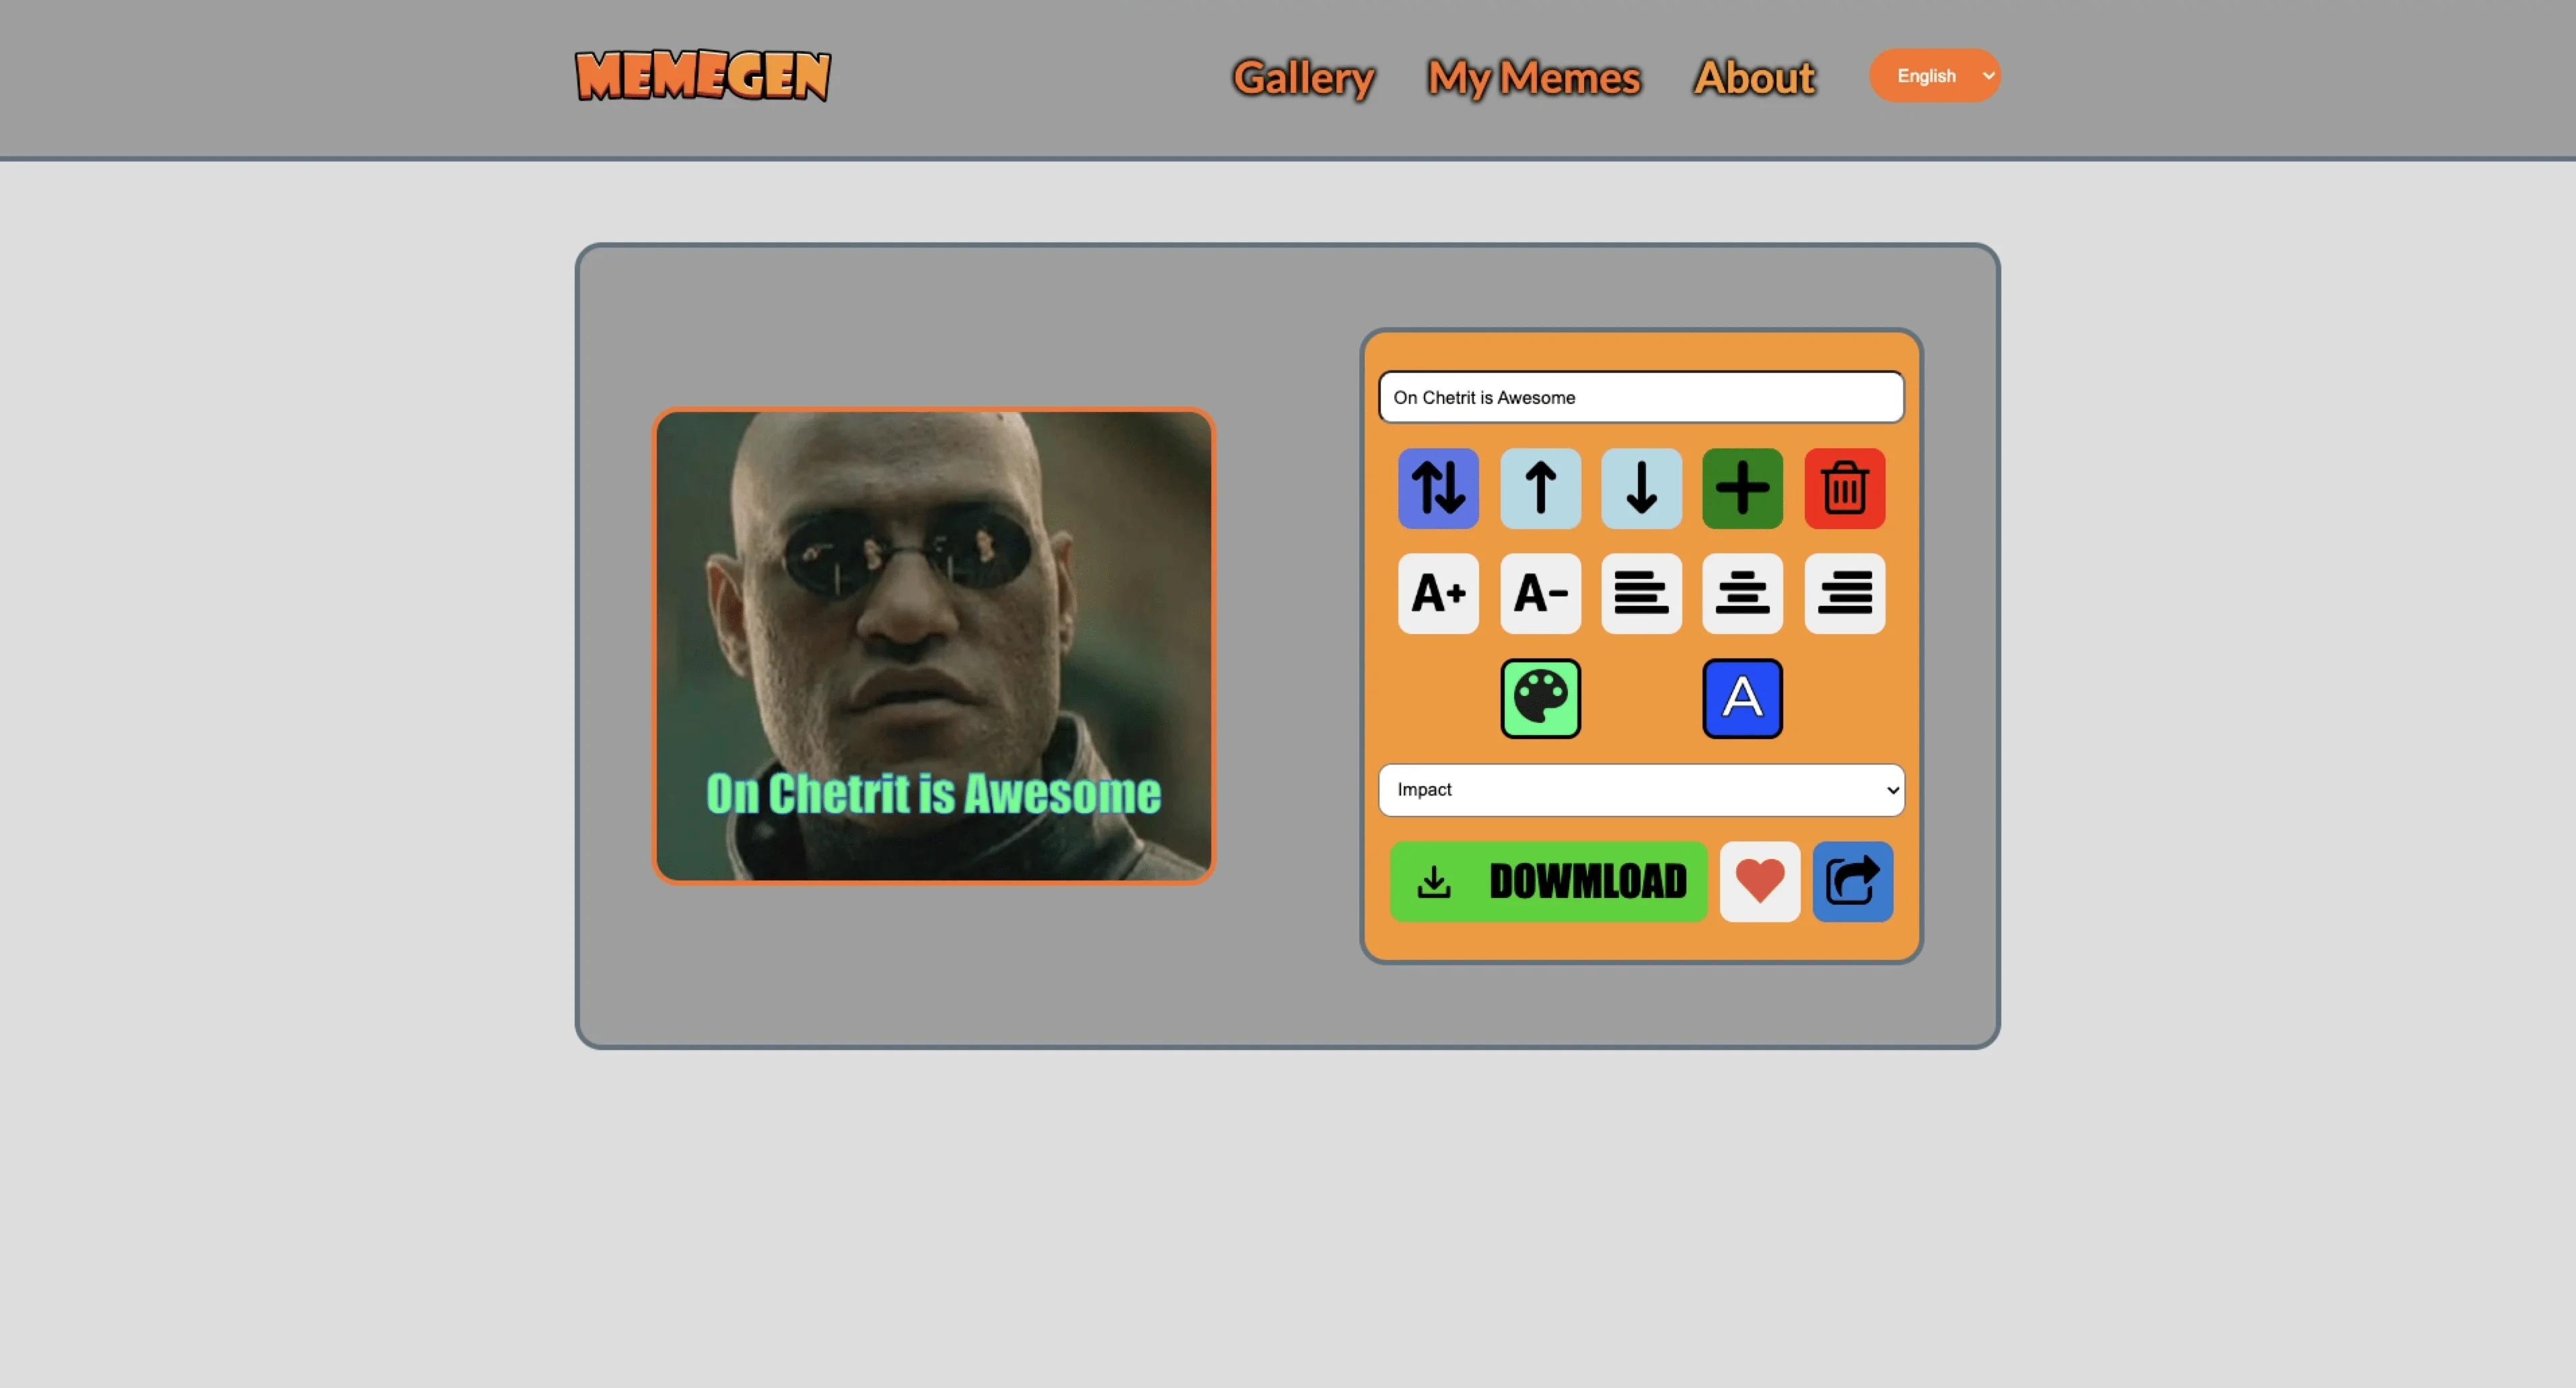 MEMEGEN
Gallery My Memes About English
On Chetrit is Awesome
A+ A-
A
Impact
DOWMLOAD
On Chetrit is Awesome